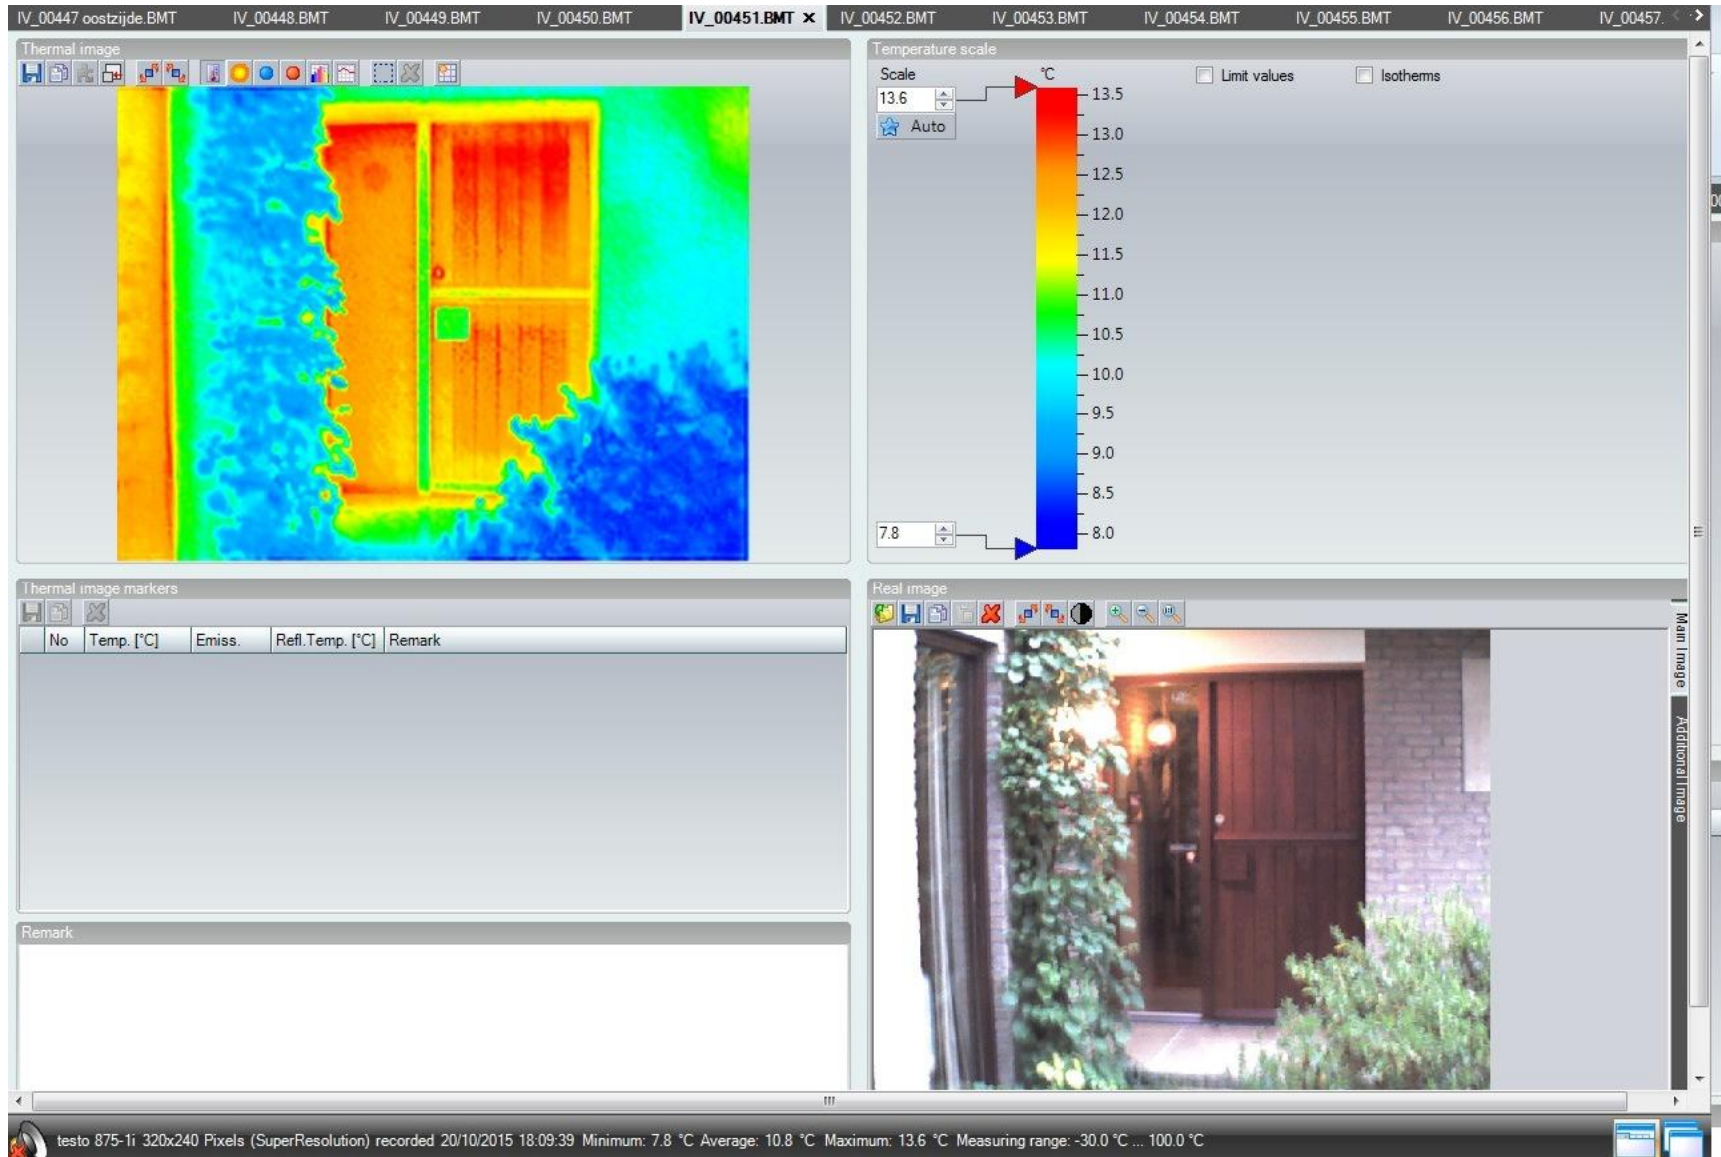 IV_00447 oostzijde.BMT IV_00448.BMT IV_00449.BMT IV_00450.BMT IV_00451.BMT IV_00452.BMT IV_00453.BMT IV_00454.BMT IV_00455.BMT IV_00456.BMT IV_00457.
Thermal image
Temperature scale
Scale
°C
Limit values
Isotherms
13.6
Auto
13.5
13.0
12.5
12.0
11.5
11.0
10.5
10.0
9.5
9.0
8.5
8.0
7.8
Thermal image markers
No Temp. [°C] Emiss. Refl.Temp. [°C] Remark
Remark
Real image
Main Image
Additional Image
testo 875-1i 320x240 Pixels (SuperResolution) recorded 20/10/2015 18:09:39 Minimum: 7.8 °C Average: 10.8 °C Maximum: 13.6 °C Measuring range: -30.0 °C ... 100.0 °C